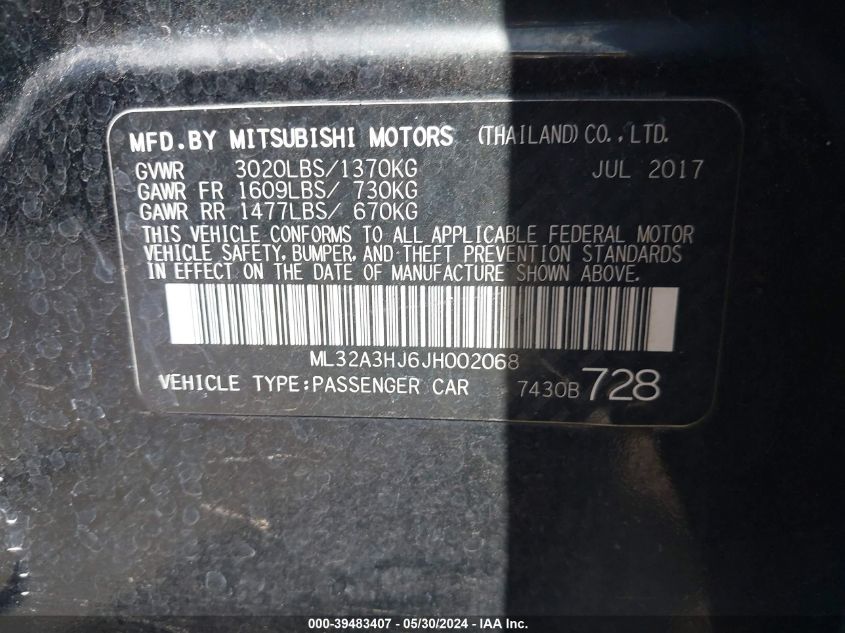 MFD.BY MITSUBISHI MOTORS (THAILAND) CO., LTD.
GVWR 3020LBS/1370KG JUL 2017
GAWR FR 1609LBS/ 730KG
GAWR RR 1477LBS/ 670KG
THIS VEHICLE CONFORMS TO ALL APPLICABLE FEDERAL MOTOR
VEHICLE SAFETY, BUMPER, AND THEFT PREVENTION STANDARDS
IN EFFECT ON THE DATE OF MANUFACTURE SHOWN ABOVE.
ML32A3HJ6JH002068
VEHICLE TYPE:PASSENGER CAR 7430B 728
000-39483407 - 05/30/2024 - IAA Inc.